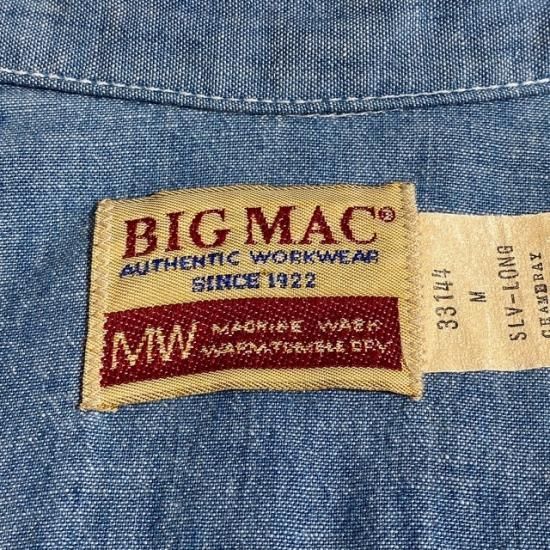 BIG MAC®
AUTHENTIC WORKWEAR
SINCE 1922
MW MACHINE WASH
WARM-TUMBLE DRY
33144
M
SLV-LONG
CHAMBRAY